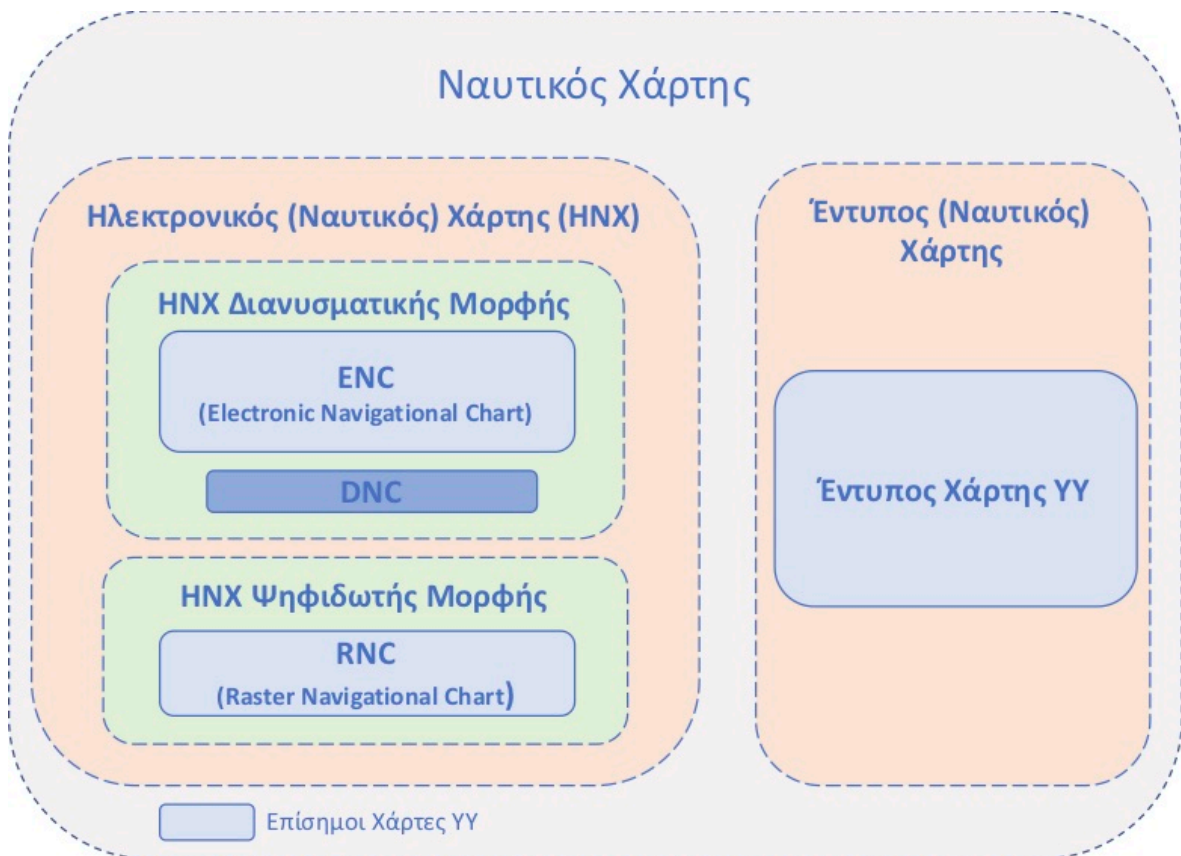 Ναυτικός Χάρτης
Ηλεκτρονικός (Ναυτικός) Χάρτης (ΗΝΧ)
ΗΝΧ Διανυσματικής Μορφής
ENC
(Electronic Navigational Chart)
DNC
ΗΝΧ Ψηφιδωτής Μορφής
RNC
(Raster Navigational Chart)
Έντυπος (Ναυτικός)
Χάρτης
Έντυπος Χάρτης ΥΥ
Επίσημοι Χάρτες ΥΥ